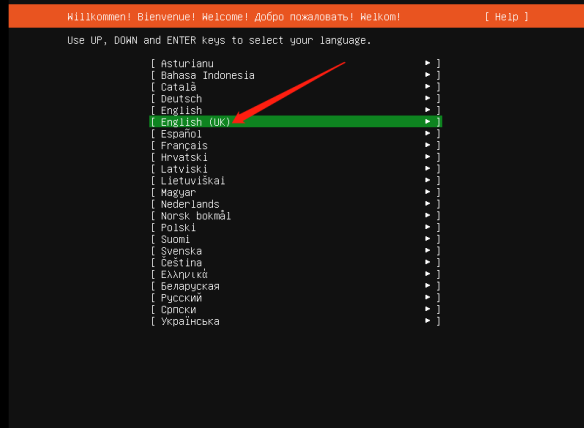 Willkommen! Bienvenue! Welcome! Добро пожаловать! Welkom! [ Help ]
Use UP, DOWN and ENTER keys to select your language.
[ Asturianu ► ]
[ Bahasa Indonesia ► ]
[ Català ► ]
[ Deutsch ► ]
[ English ► ]
[ English (UK) ► ]
[ Español ► ]
[ Français ► ]
[ Hrvatski ► ]
[ Latviski ► ]
[ Lietuviškai ► ]
[ Magyar ► ]
[ Nederlands ► ]
[ Norsk bokmål ► ]
[ Polski ► ]
[ Suomi ► ]
[ Svenska ► ]
[ Čeština ► ]
[ Ελληνικά ► ]
[ Беларуская ► ]
[ Русский ► ]
[ Српски ► ]
[ Українська ► ]